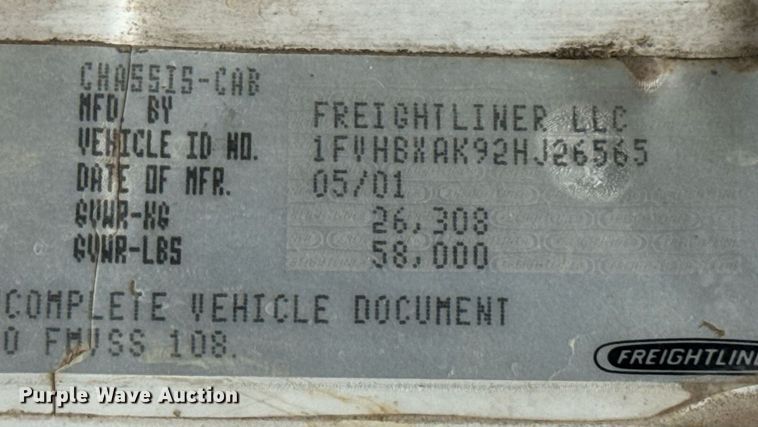 CHASSIS-CAB
MFD. BY FREIGHTLINER LLC
VEHICLE ID NO. 1FVHBXAK92HJ26565
DATE OF MFR. 05/01
GVWR-KG 26,308
GVWR-LBS 58,000
COMPLETE VEHICLE DOCUMENT
O FMVSS 108.
FREIGHTLINE
Purple Wave Auction